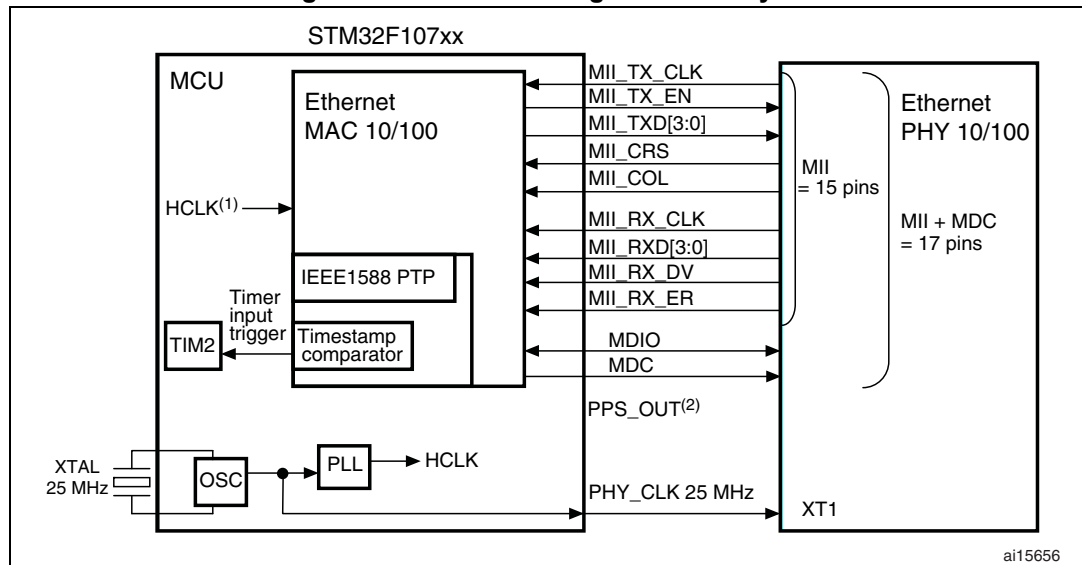 STM32F107xx
MCU
Ethernet
MAC 10/100
HCLK(1)
IEEE1588 PTP
Timer
input
trigger
TIM2
Timestamp
comparator
XTAL
25 MHz
OSC
PLL
HCLK
MII_TX_CLK
MII_TX_EN
MII_TXD[3:0]
MII_CRS
MII_COL
MII_RX_CLK
MII_RXD[3:0]
MII_RX_DV
MII_RX_ER
MDIO
MDC
PPS_OUT(2)
PHY_CLK 25 MHz
Ethernet
PHY 10/100
MII
= 15 pins
MII + MDC
= 17 pins
XT1
ai15656